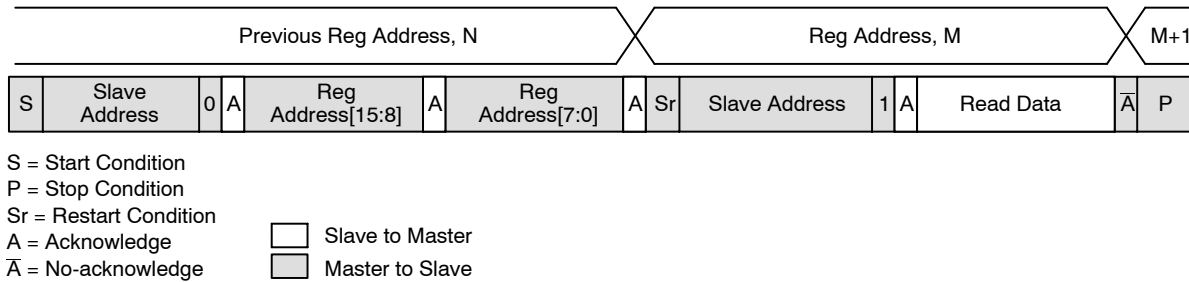 Previous Reg Address, N Reg Address, M M+1
S Slave Address 0 A Reg Address[15:8] A Reg Address[7:0] A Sr Slave Address 1 A Read Data A̅ P
S = Start Condition
P = Stop Condition
Sr = Restart Condition
A = Acknowledge
A̅ = No-acknowledge
Slave to Master
Master to Slave